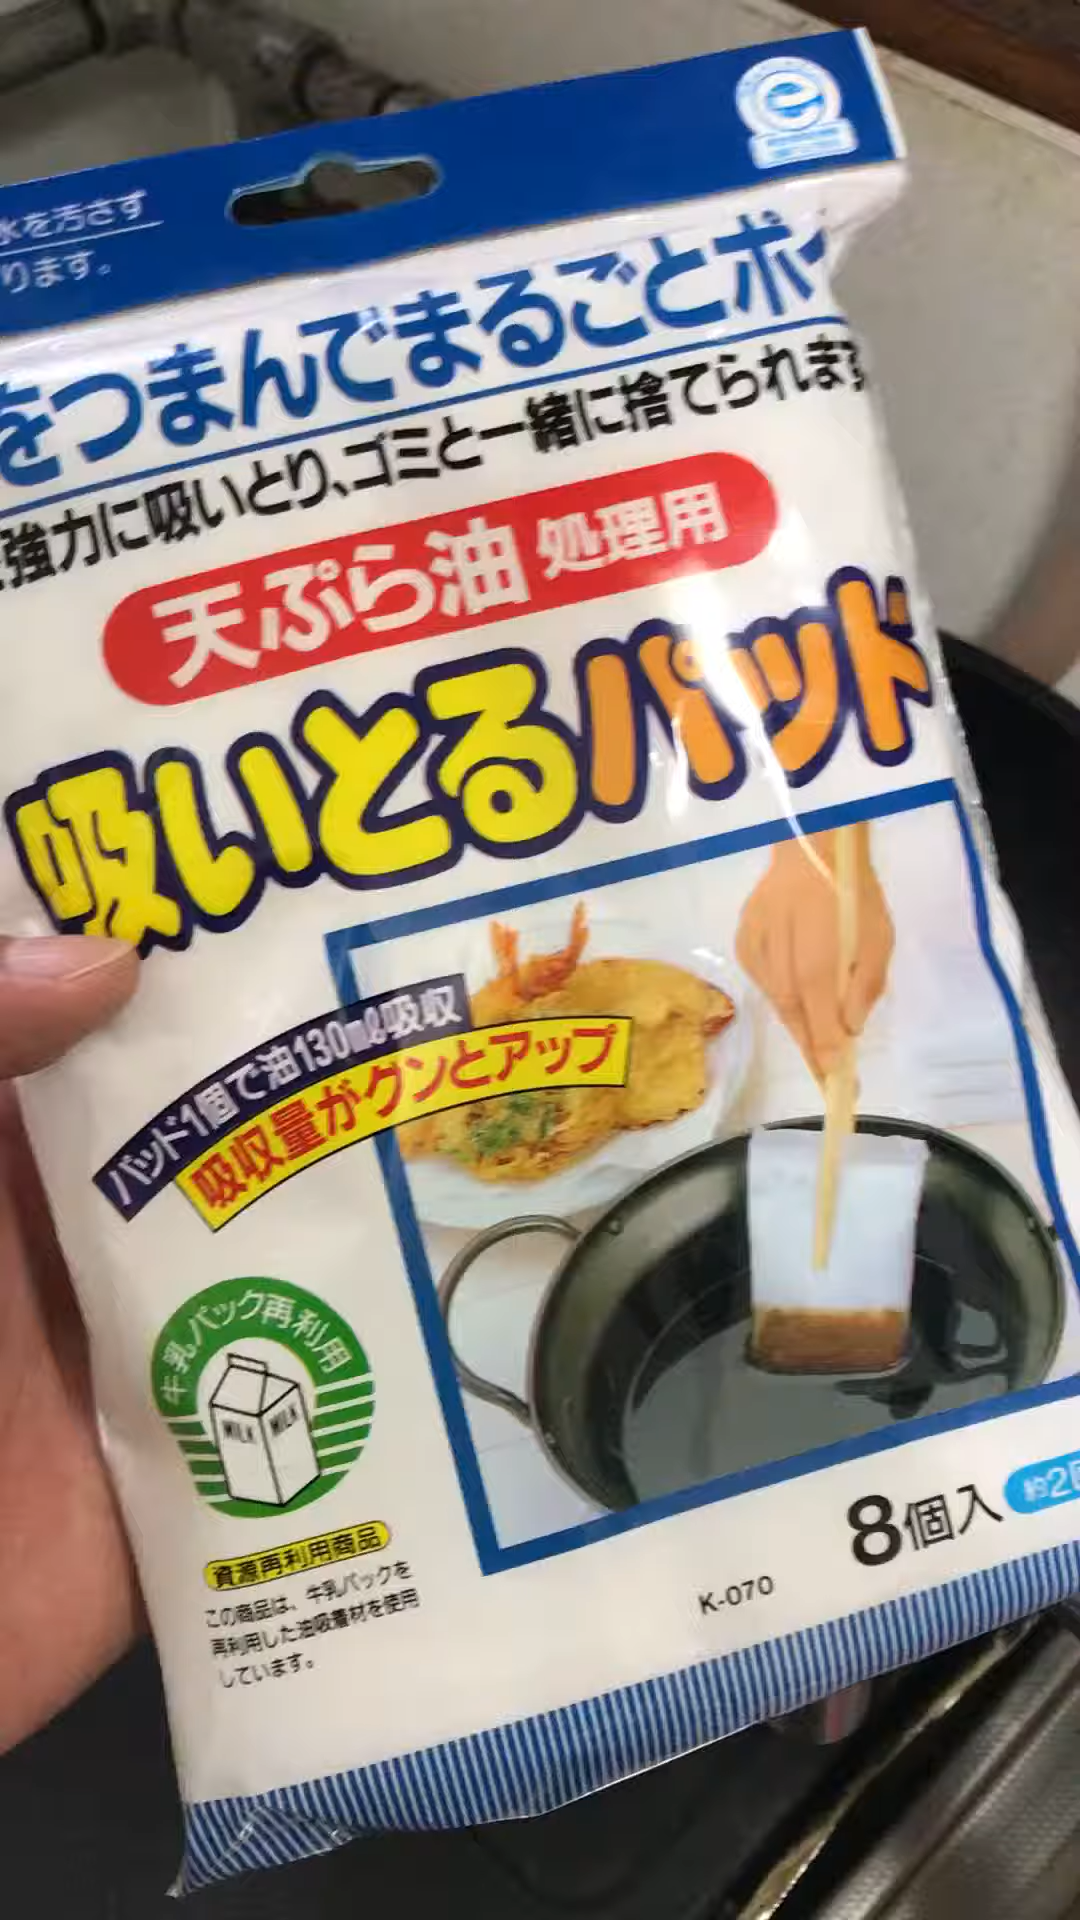 水を汚さず
ります。
をつまんでまるごとポイ
強力に吸いとり、ゴミと一緒に捨てられます
天ぷら油 処理用
吸いとるパッド
パッド1個で油130mℓ吸収
吸収量がグンとアップ
牛乳パック再利用
MILK MILK
資源再利用商品
この商品は、牛乳パックを
再利用した油吸着材を使用
しています。
8個入
約2回
K-070